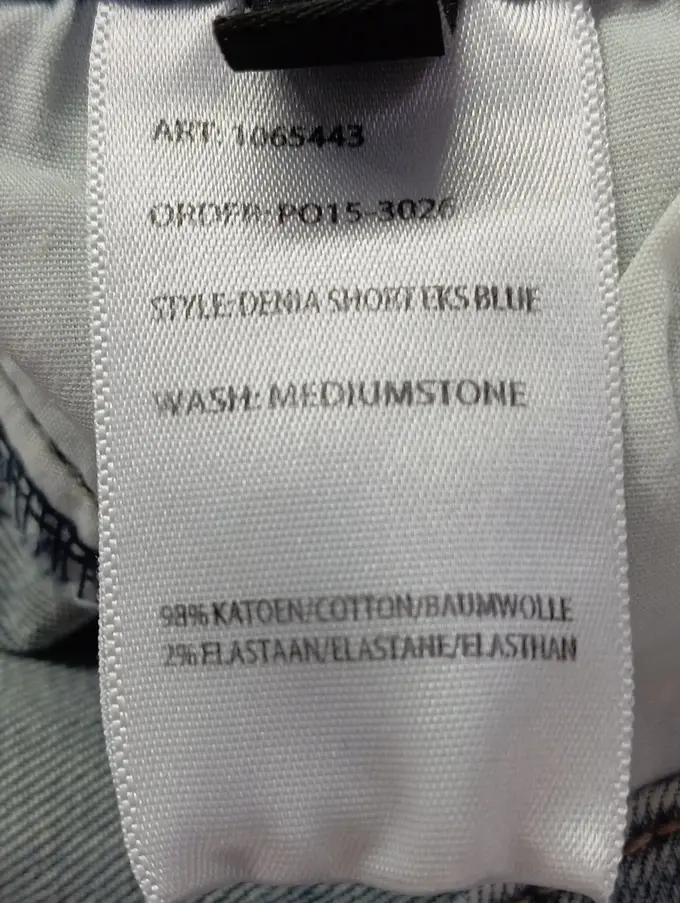 ART: 1065443
ORDER: PO15-3026
STYLE: DENIA SHORT EKS BLUE
WASH: MEDIUMSTONE
98% KATOEN/COTTON/BAUMWOLLE
2% ELASTAAN/ELASTANE/ELASTHAN